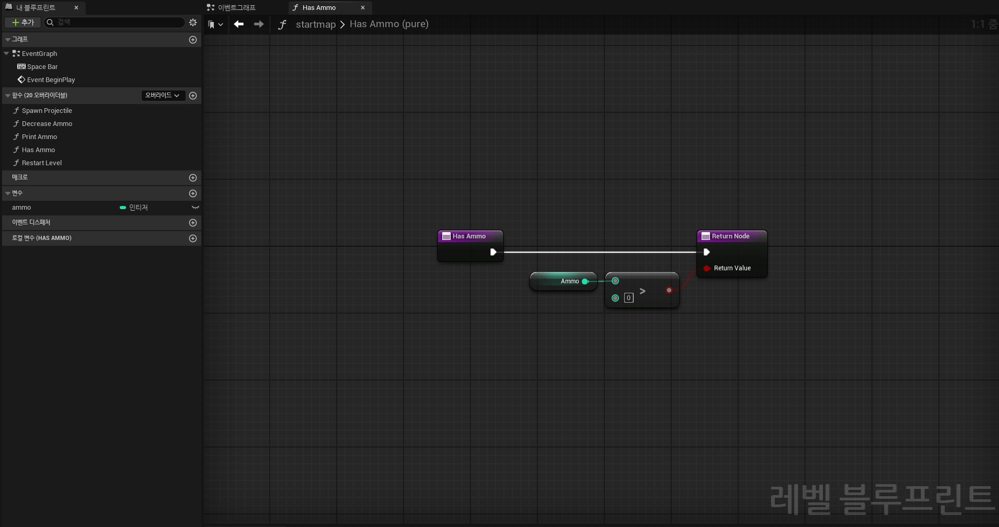 내 블루프린트
추가
검색
그래프
EventGraph
Space Bar
Event BeginPlay
함수 (20 오버라이더블)
오버라이드
Spawn Projectile
Decrease Ammo
Print Ammo
Has Ammo
Restart Level
매크로
변수
ammo
인티저
이벤트 디스패처
로컬 변수 (HAS AMMO)
이벤트그래프
Has Ammo
startmap > Has Ammo (pure)
1:1 줌
Has Ammo
Return Node
Return Value
Ammo
0
>
레벨 블루프린트